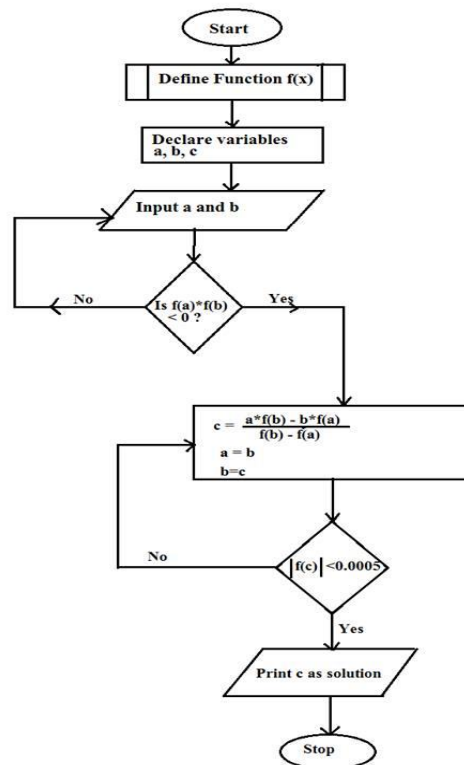 Start
Define Function f(x)
Declare variables
a, b, c
Input a and b
No
Is f(a)*f(b)
< 0 ?
Yes
c = a*f(b) - b*f(a)
f(b) - f(a)
a = b
b=c
No
|f(c)| <0.0005
Yes
Print c as solution
Stop